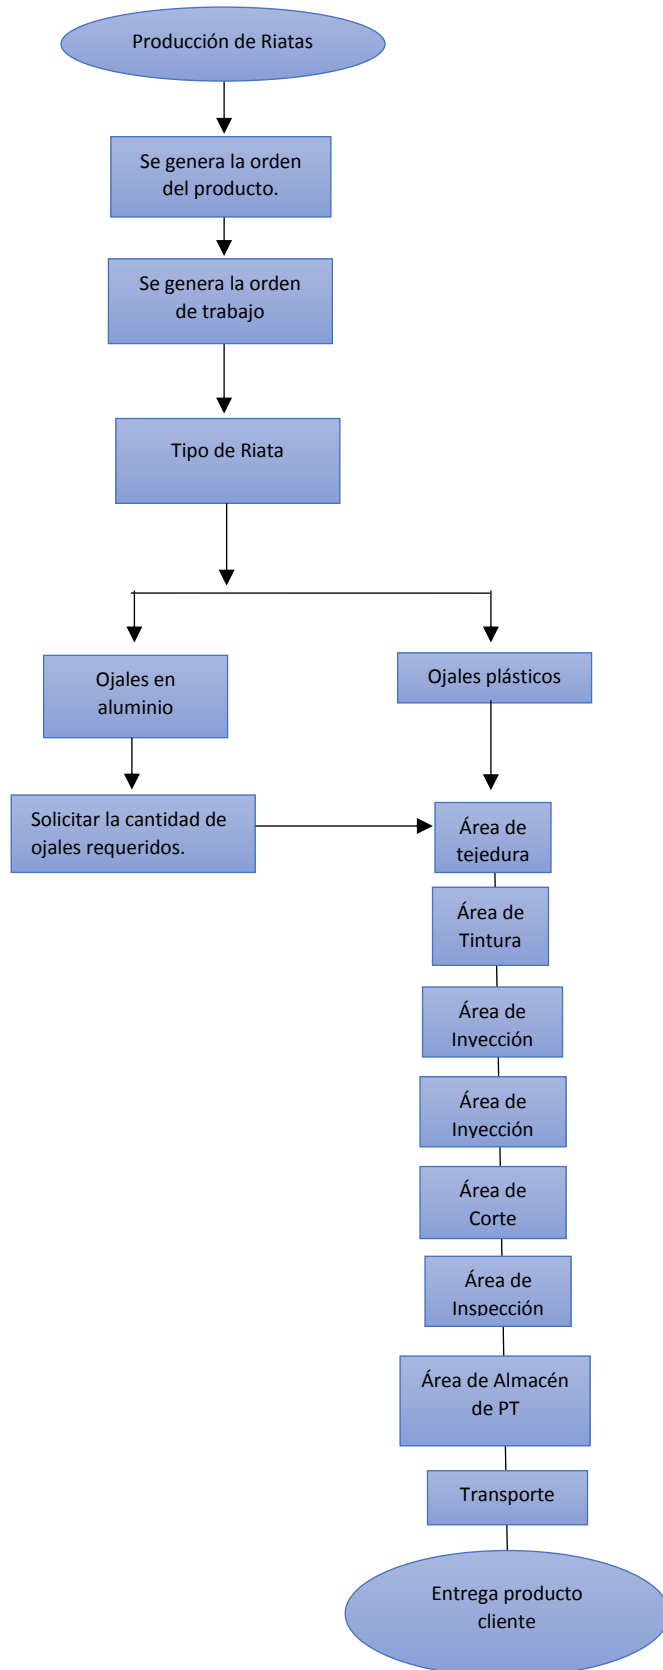 Producción de Riatas
Se genera la orden
del producto.
Se genera la orden
de trabajo
Tipo de Riata
Ojales en
aluminio
Ojales plásticos
Solicitar la cantidad de
ojales requeridos.
Área de
tejedura
Área de
Tintura
Área de
Inyección
Área de
Inyección
Área de
Corte
Área de
Inspección
Área de Almacén
de PT
Transporte
Entrega producto
cliente